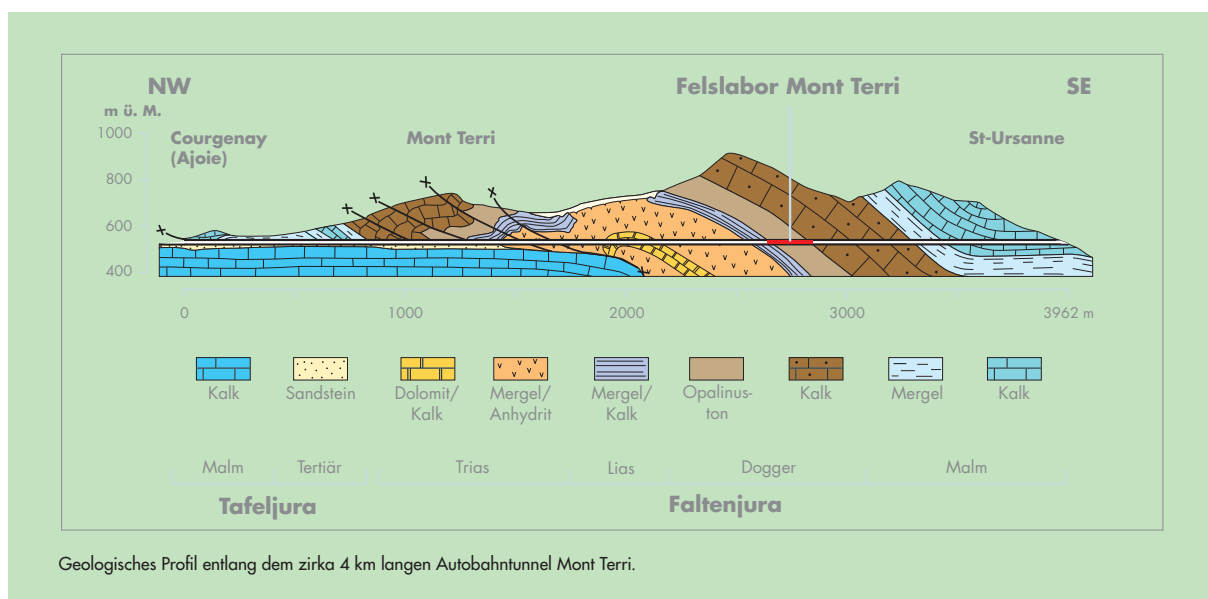 NW
Felslabor Mont Terri
SE
m ü. M.
1000
Courgenay
(Ajoie)
Mont Terri
St-Ursanne
800
600
400
0
1000
2000
3000
3962 m
Kalk
Sandstein
Dolomit/
Kalk
Mergel/
Anhydrit
Mergel/
Kalk
Opalinus-
ton
Kalk
Mergel
Kalk
Malm
Tertiär
Trias
Lias
Dogger
Malm
Tafeljura
Faltenjura
Geologisches Profil entlang dem zirka 4 km langen Autobahntunnel Mont Terri.